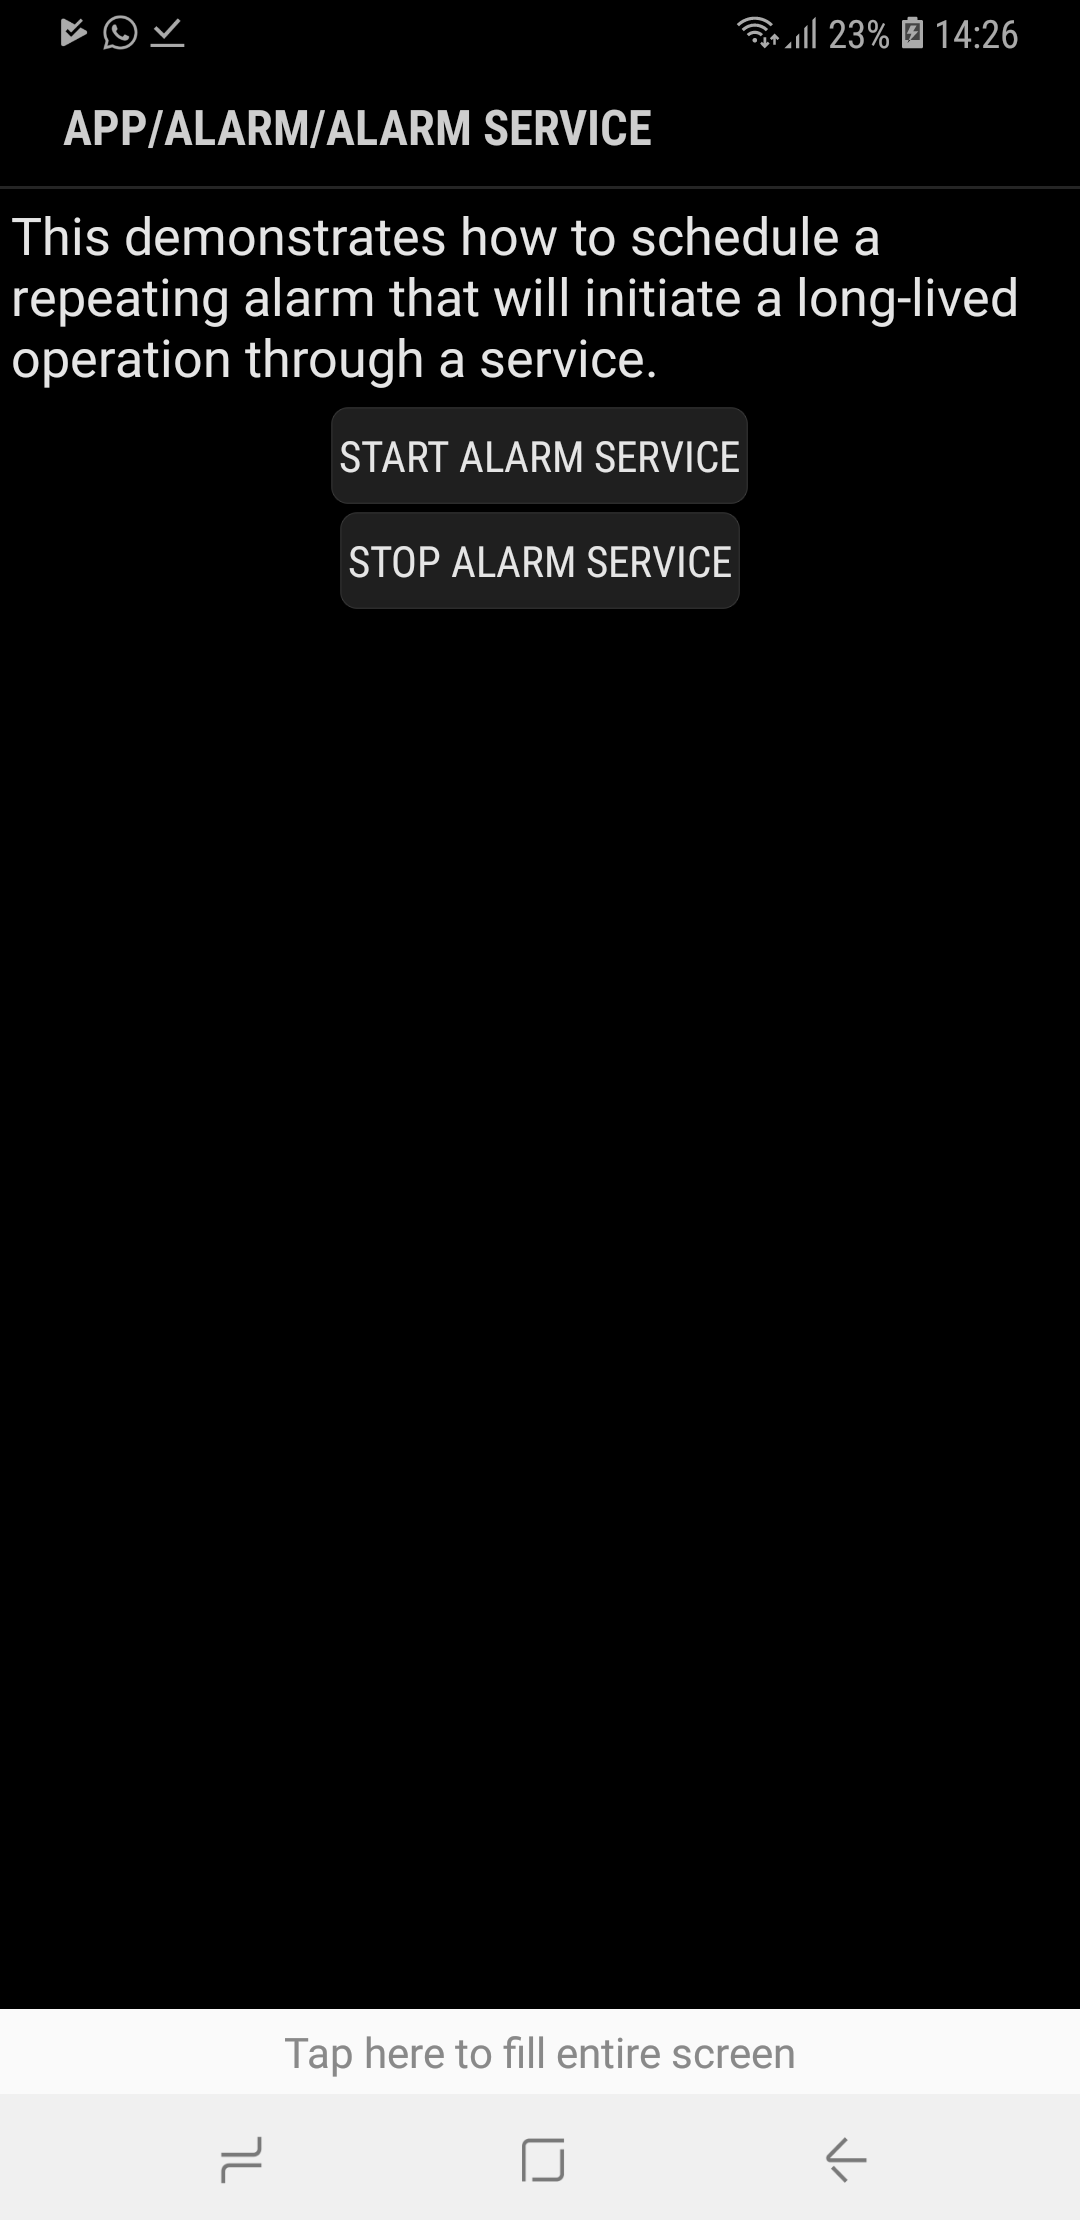 23% 14:26
APP/ALARM/ALARM SERVICE
This demonstrates how to schedule a
repeating alarm that will initiate a long-lived
operation through a service.
START ALARM SERVICE
STOP ALARM SERVICE
Tap here to fill entire screen